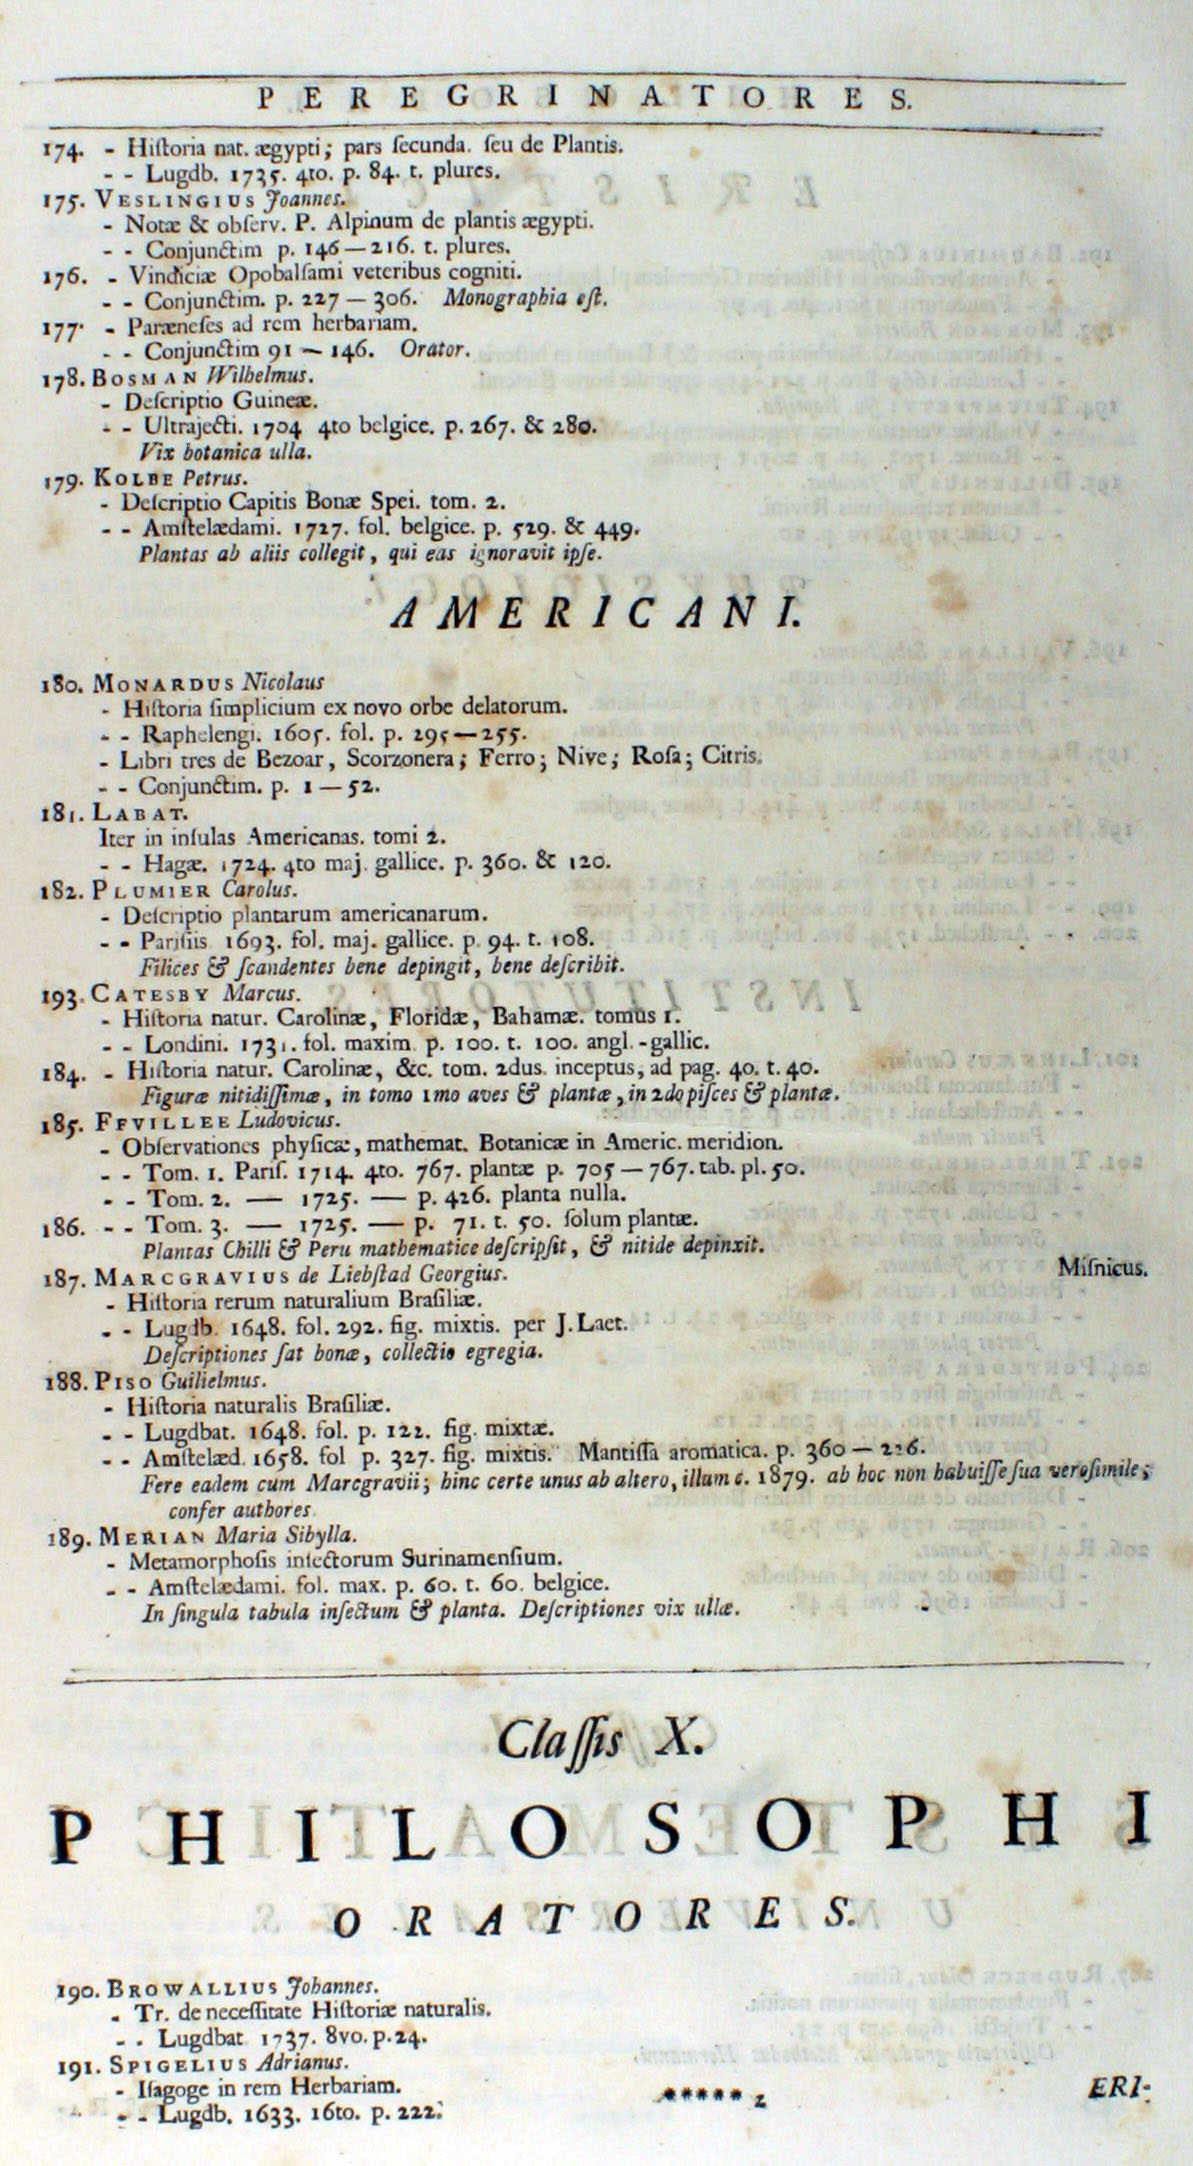 PEREGRINATORES.
174. - Hiſtoria nat. ægypti; pars ſecunda. ſeu de Plantis.
- - Lugdb. 1735. 4to. p. 84. t. plures.
175. VESLINGIUS Joannes.
- Notæ & obſerv. P. Alpinum de plantis ægypti.
- - Conjunctim p. 146—216. t. plures.
176. - Vindiciæ Opobalſami veteribus cogniti.
- - Conjunctim. p. 227 — 306. Monographia eſt.
177. - Parænefes ad rem herbariam.
- - Conjunctim 91 — 146. Orator.
178. BOSMAN Wilhelmus.
- Deſcriptio Guineæ.
- - Ultrajecti. 1704 4to belgice. p. 267. & 280.
Vix botanica ulla.
179. KOLBE Petrus.
- Deſcriptio Capitis Bonæ Spei. tom. 2.
- - Amſtelædami. 1727. fol. belgice. p. 529. & 449.
Plantas ab aliis collegit, qui eas ignoravit ipſe.
AMERICANI.
180. MONARDUS Nicolaus
- Hiſtoria ſimplicium ex novo orbe delatorum.
- - Raphelengi. 1605. fol. p. 295—255.
- Libri tres de Bezoar, Scorzonera; Ferro; Nive; Roſa; Citris.
- - Conjunctim. p. 1 — 52.
181. LABAT.
Iter in inſulas Americanas. tomi 2.
- - Hagæ. 1724. 4to maj. gallice. p. 360. & 120.
182. PLUMIER Carolus.
- Deſcriptio plantarum americanarum.
- - Pariſiis 1693. fol. maj. gallice. p. 94. t. 108.
Filices & ſcandentes bene depingit, bene deſcribit.
193. CATESBY Marcus.
- Hiſtoria natur. Carolinæ, Floridæ, Bahamæ. tomus 1.
- - Londini. 1731. fol. maxim. p. 100. t. 100. angl.-gallic.
184. - Hiſtoria natur. Carolinæ, &c. tom. 2dus. inceptus, ad pag. 40. t. 40.
Figuræ nitidiſſimæ, in tomo 1mo aves & plantæ, in 2do piſces & plantæ.
185. FFVILLEE Ludovicus.
- Obſervationes phyſicæ, mathemat. Botanicæ in Americ. meridion.
- - Tom. 1. Pariſ. 1714. 4to. 767. plantæ p. 705 — 767. tab. pl. 50.
- - Tom. 2. — 1725. — p. 426. planta nulla.
186. - - Tom. 3. — 1725. — p. 71. t. 50. ſolum plantæ.
Plantas Chilli & Peru mathematice deſcripſit, & nitide depinxit.
187. MARCGRAVIUS de Liebſtad Georgius. Miſnicus.
- Hiſtoria rerum naturalium Braſiliæ.
- - Lugdb. 1648. fol. 292. fig. mixtis. per J. Laet.
Deſcriptiones ſat bonæ, collectio egregia.
188. PISO Guilielmus.
- Hiſtoria naturalis Braſiliæ.
- - Lugdbat. 1648. fol. p. 122. fig. mixtæ.
- - Amſtelæd. 1658. fol p. 327. fig. mixtis. Mantiſſa aromatica. p. 360 — 226.
Fere eadem cum Marcgravii; hinc certe unus ab altero, illum c. 1879. ab hoc non habuiſſe ſua veroſimile;
confer authores
189. MERIAN Maria Sibylla.
- Metamorphoſis inſectorum Surinamenſium.
- - Amſtelædami. fol. max. p. 60. t. 60. belgice.
In ſingula tabula inſectum & planta. Deſcriptiones vix ullæ.
Claſſis X.
PHILOSOPHI
ORATORES.
190. BROWALLIUS Johannes.
- Tr. de neceſſitate Hiſtoriæ naturalis.
- - Lugdbat 1737. 8vo. p. 24.
191. SPIGELIUS Adrianus.
- Iſagoge in rem Herbariam.
- - Lugdb. 1633. 16to. p. 222.
***** 2 ERI-